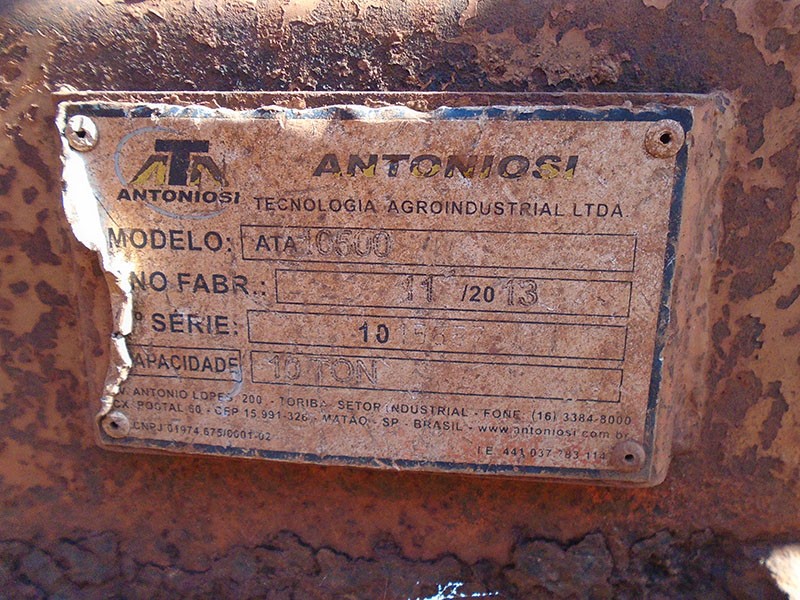 ATA
ANTONIOSI
ANTONIOSI
TECNOLOGIA AGROINDUSTRIAL LTDA.
MODELO: ATA 10500
NO FABR.: 11 /20 13
SÉRIE: 10
CAPACIDADE 10 TON
ANTONIO LOPES, 200 - TORIBA SETOR INDUSTRIAL - FONE: (16) 3384-8000
CX. POSTAL 60 - CEP 15.991-326 - MATÃO - SP - BRASIL - www.antoniosi.com.br
CNPJ 01974.675/0001-02
I.E. 441.037.783.114